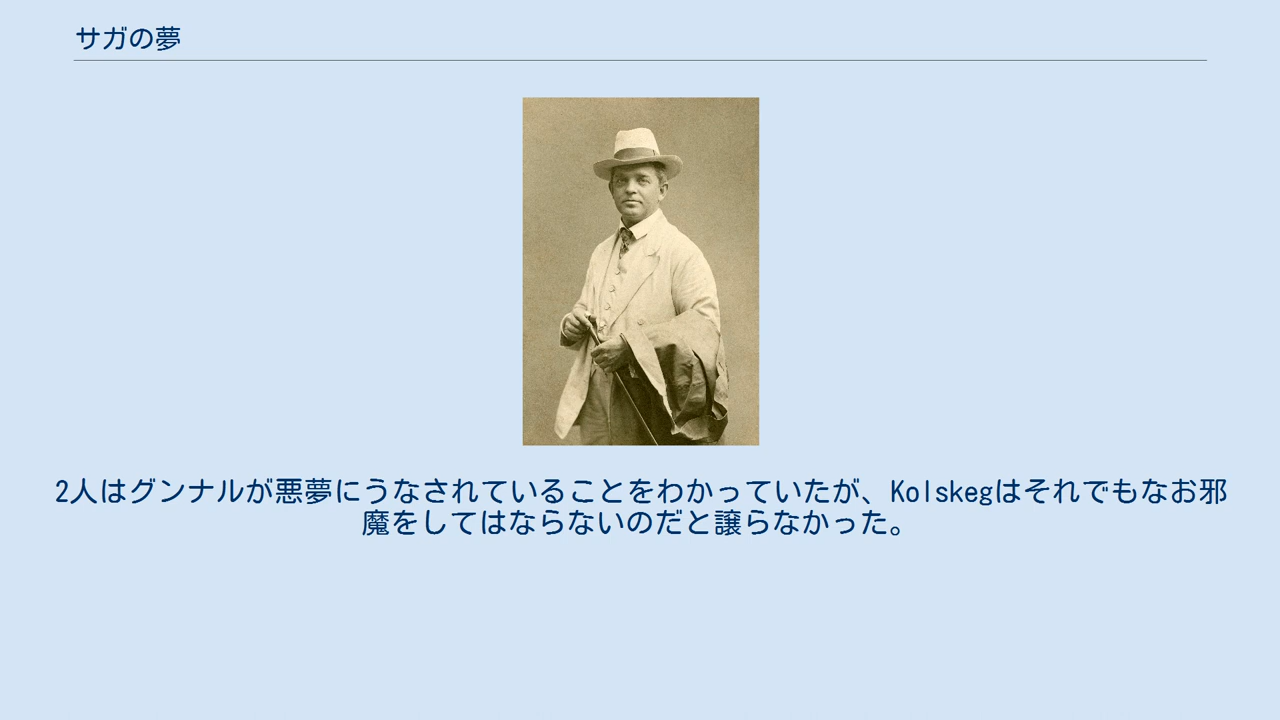 サガの夢
2人はグンナルが悪夢にうなされていることをわかっていたが、Kolskegはそれでもなお邪
魔をしてはならないのだと譲らなかった。